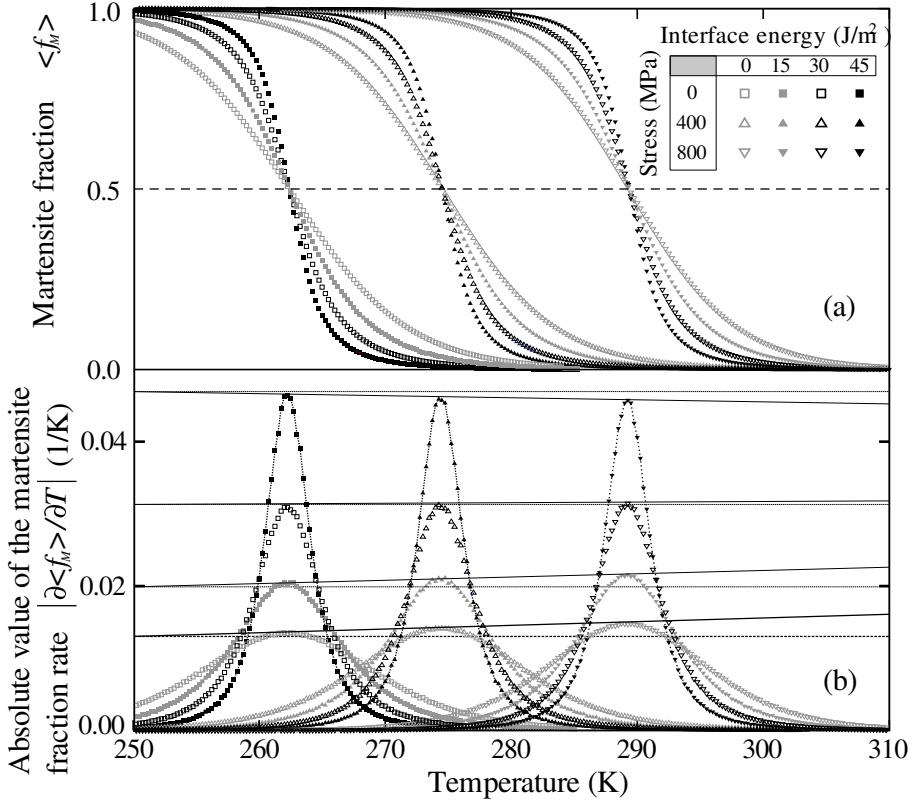 1.0
0.5
0.0
Martensite fraction <f_M>
Interface energy (J/m²)
0 15 30 45
Stress (MPa)
0
400
800
(a)
0.04
0.02
0.00
Absolute value of the martensite
fraction rate |∂<f_M>/∂T| (1/K)
(b)
250 260 270 280 290 300 310
Temperature (K)